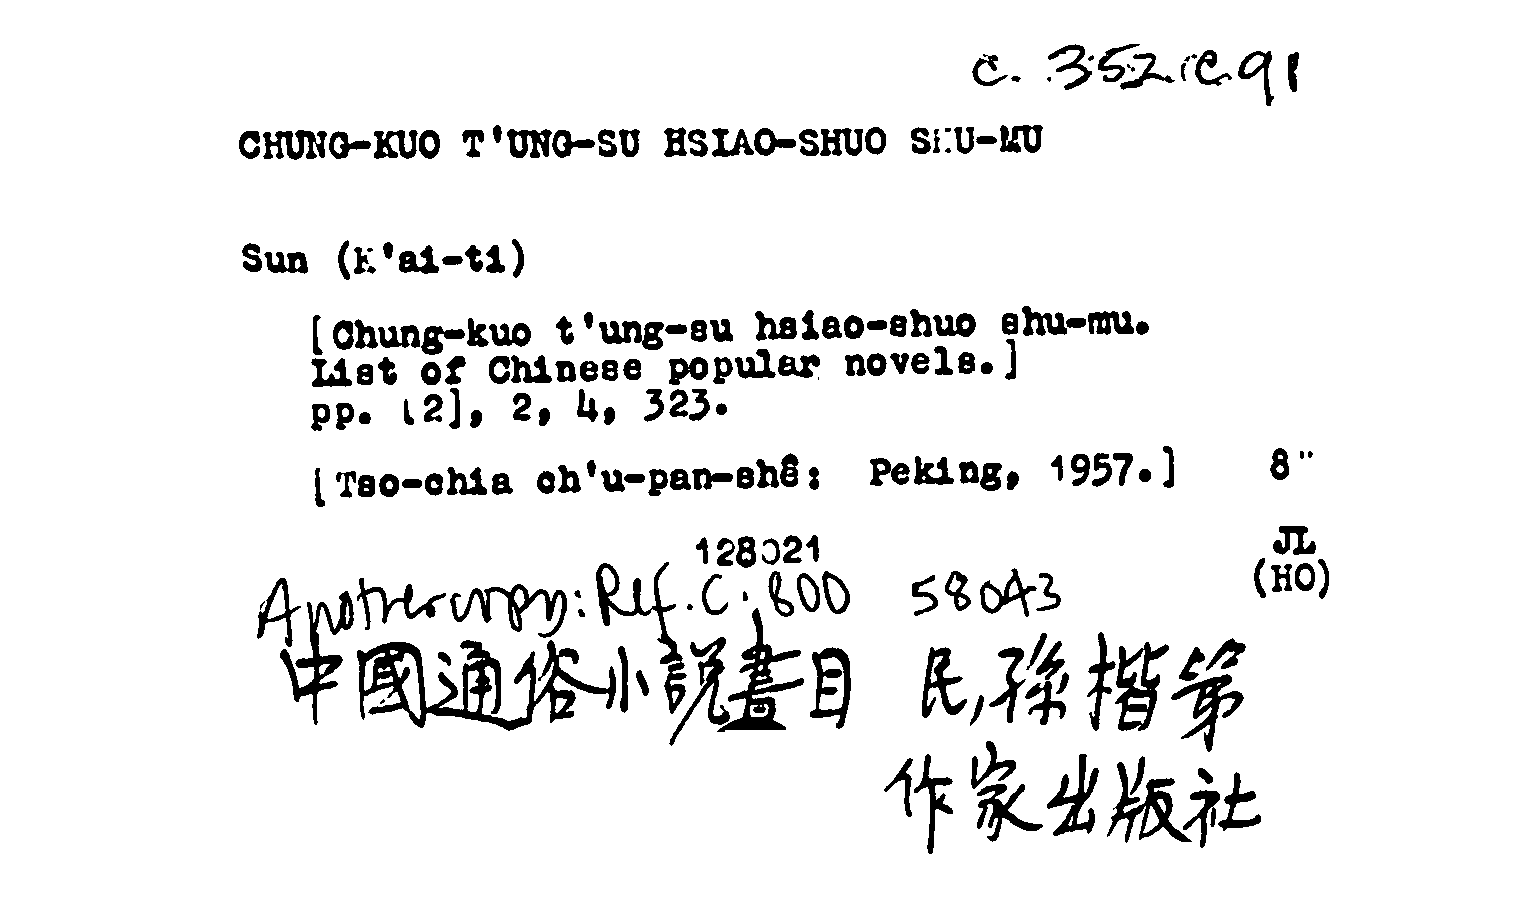 c. 352.c.91
CHUNG-KUO T'UNG-SU HSIAO-SHUO SHU-MU
Sun (K'ai-ti)
[Chung-kuo t'ung-su hsiao-shuo shu-mu.
List of Chinese popular novels.]
pp. [2], 2, 4, 323.
[Tso-chia ch'u-pan-shê: Peking, 1957.] 8"
128021 JL
(HO)
Another copy: Ref. C. 800 58043
中國通俗小說書目 民, 孫楷第
作家出版社